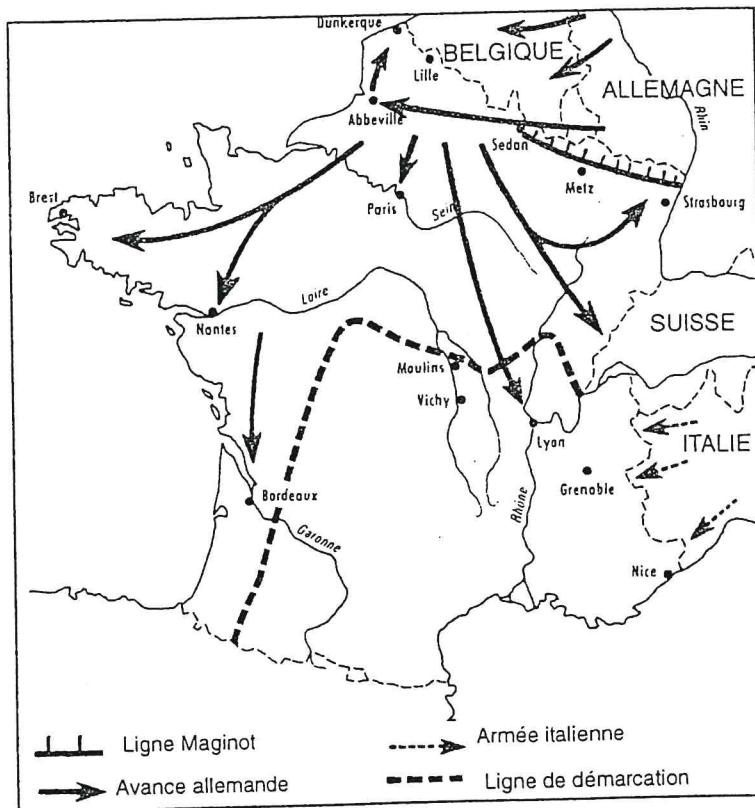 Dunkerque
BELGIQUE
Lille
ALLEMAGNE
Abbeville
Rhin
Sedan
Metz
Strasbourg
Brest
Paris
Sein
Loire
Nantes
SUISSE
Moulins
Vichy
Lyon
ITALIE
Grenoble
Bordeaux
Rhône
Garonne
Nice
Ligne Maginot
Armée italienne
Avance allemande
Ligne de démarcation